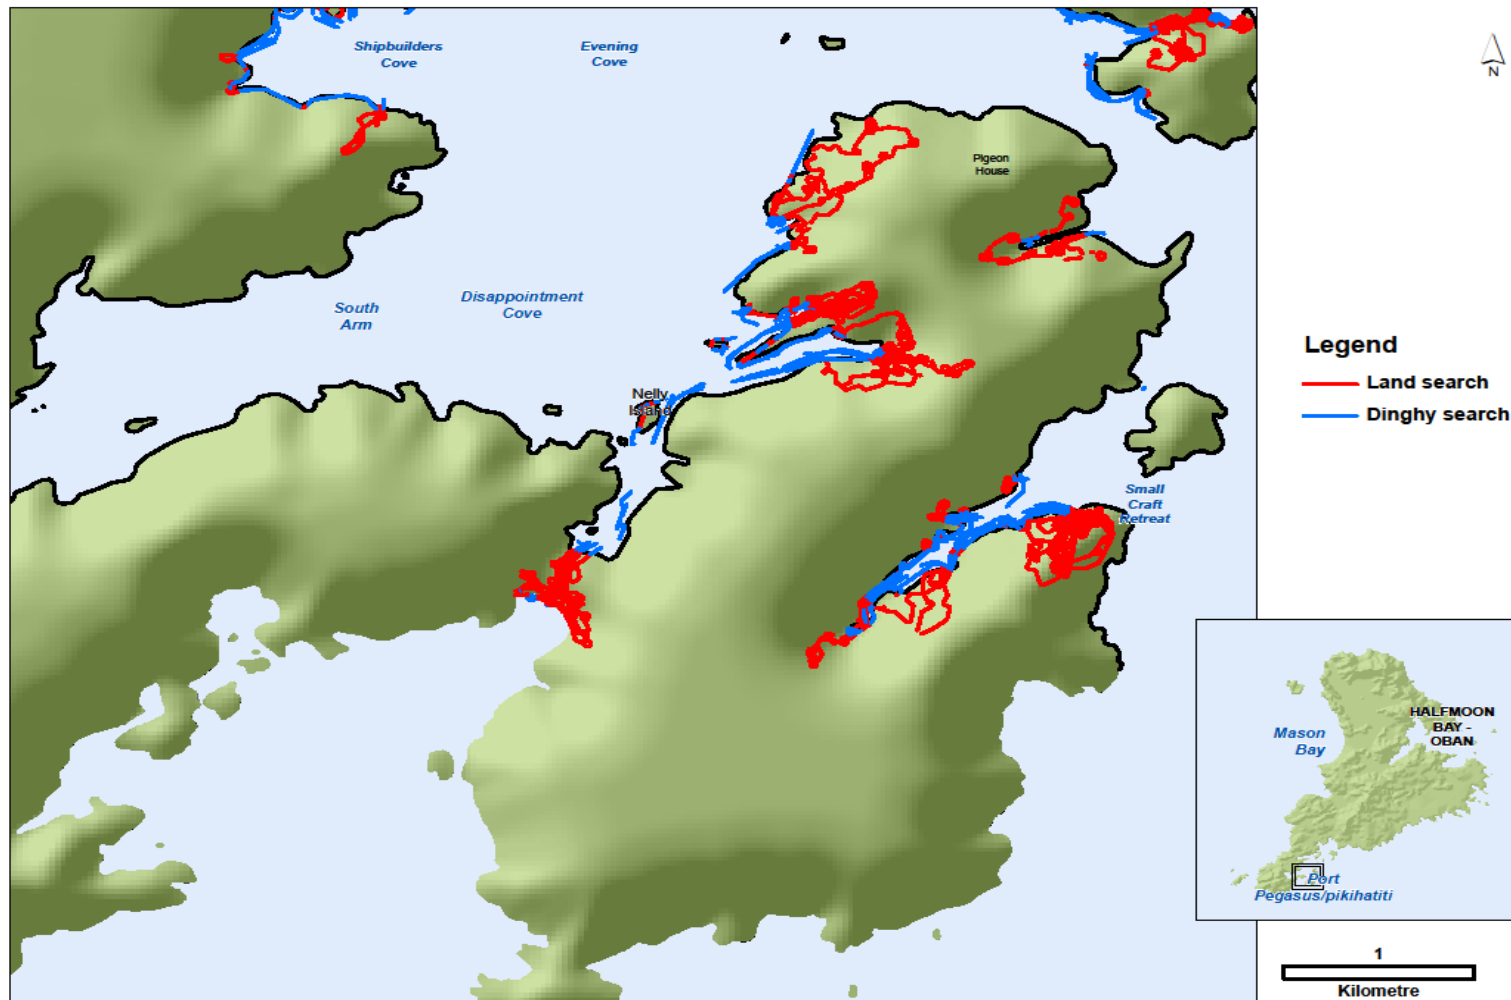 Shipbuilders
Cove
Evening
Cove
N
Pigeon
House
South
Arm
Disappointment
Cove
Nelly
Island
Small
Craft
Retreat
Legend
Land search
Dinghy search
HALFMOON
BAY -
OBAN
Mason
Bay
Port
Pegasus/pikihatiti
1
Kilometre